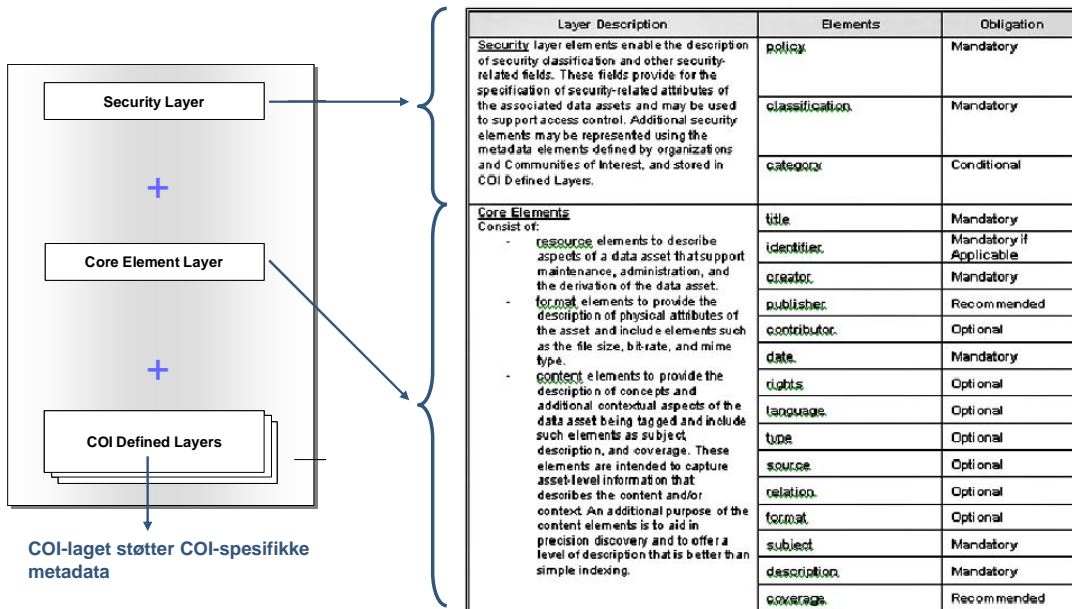 Security Layer
+
Core Element Layer
+
COI Defined Layers
COI-laget støtter COI-spesifikke
metadata
Layer Description Elements Obligation
Security layer elements enable the description
of security classification and other security-
related fields. These fields provide for the
specification of security-related attributes of
the associated data assets and may be used
to support access control. Additional security
elements may be represented using the
metadata elements defined by organizations
and Communities of Interest, and stored in
COI Defined Layers.
policy Mandatory
classification Mandatory
category Conditional
Core Elements
Consist of:
- resource elements to describe
aspects of a data asset that support
maintenance, administration, and
the derivation of the data asset.
- format elements to provide the
description of physical attributes of
the asset and include elements such
as the file size, bit-rate, and mime
type.
- content elements to provide the
description of concepts and
additional contextual aspects of the
data asset being tagged and include
such elements as subject,
description, and coverage. These
elements are intended to capture
asset-level information that
describes the content and/or
context. An additional purpose of the
content elements is to aid in
precision discovery and to offer a
level of description that is better than
simple indexing.
title Mandatory
identifier Mandatory if
Applicable
creator Mandatory
publisher Recommended
contributor Optional
date Mandatory
rights Optional
language Optional
type Optional
source Optional
relation Optional
format Optional
subject Mandatory
description Mandatory
coverage Recommended